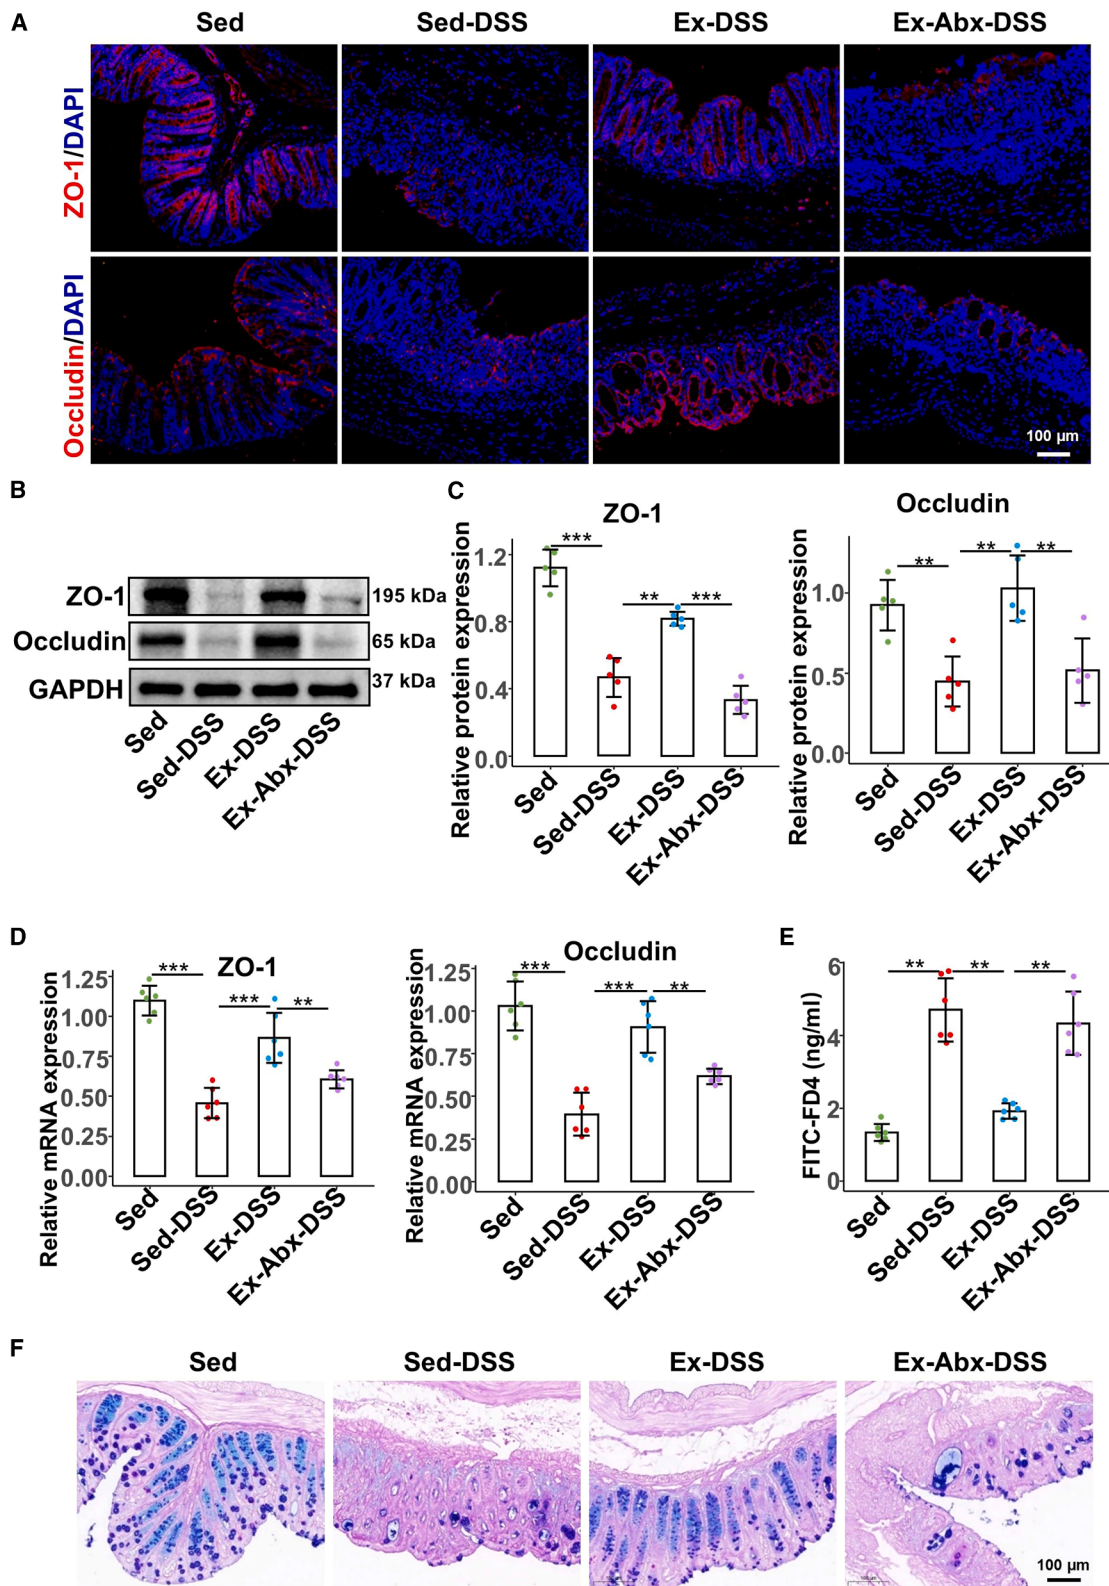 A
Sed
Sed-DSS
Ex-DSS
Ex-Abx-DSS
ZO-1/DAPI
Occludin/DAPI
100 μm
B
ZO-1
195 kDa
Occludin
65 kDa
GAPDH
37 kDa
Sed
Sed-DSS
Ex-DSS
Ex-Abx-DSS
C
ZO-1
Relative protein expression
***
**
***
1.2
0.8
0.4
0.0
Sed
Sed-DSS
Ex-DSS
Ex-Abx-DSS
Occludin
Relative protein expression
**
**
**
1.0
0.5
0.0
Sed
Sed-DSS
Ex-DSS
Ex-Abx-DSS
D
ZO-1
Relative mRNA expression
***
***
**
1.25
1.00
0.75
0.50
0.25
0.00
Sed
Sed-DSS
Ex-DSS
Ex-Abx-DSS
Occludin
Relative mRNA expression
***
***
**
1.25
1.00
0.75
0.50
0.25
0.00
Sed
Sed-DSS
Ex-DSS
Ex-Abx-DSS
E
FITC-FD4 (ng/ml)
**
**
**
6
4
2
0
Sed
Sed-DSS
Ex-DSS
Ex-Abx-DSS
F
Sed
Sed-DSS
Ex-DSS
Ex-Abx-DSS
100 μm